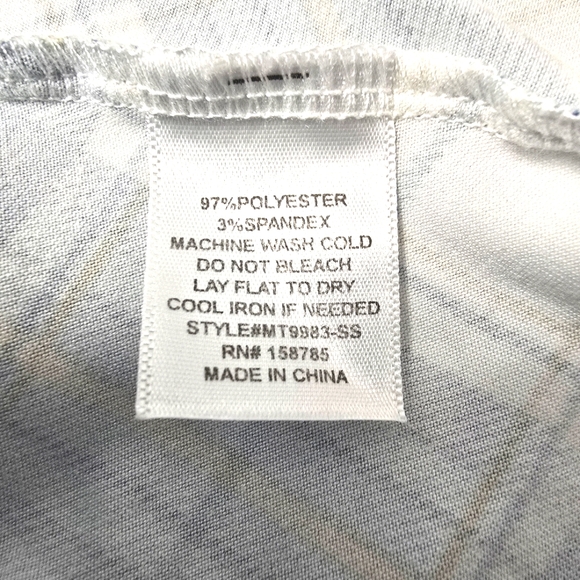 97%POLYESTER
3%SPANDEX
MACHINE WASH COLD
DO NOT BLEACH
LAY FLAT TO DRY
COOL IRON IF NEEDED
STYLE#MT9983-SS
RN# 158785
MADE IN CHINA